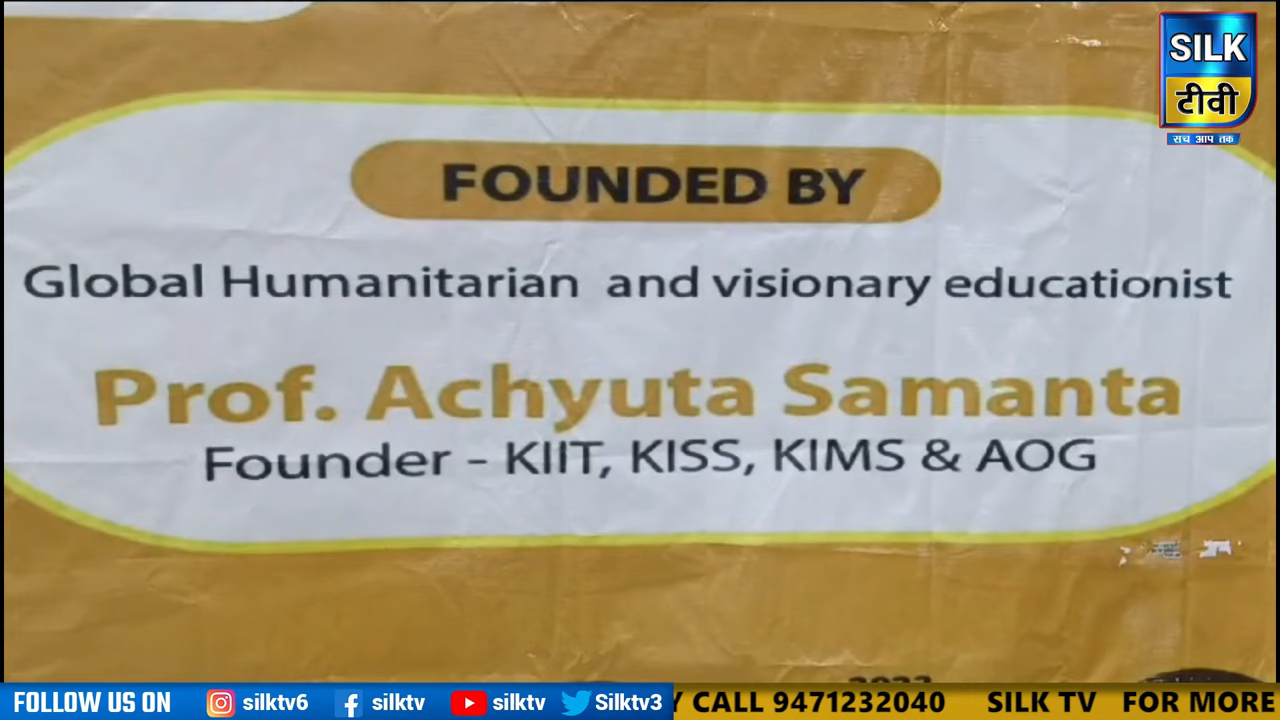 SILK
टीवी
सच आप तक
FOUNDED BY
Global Humanitarian and visionary educationist
Prof. Achyuta Samanta
Founder - KIIT, KISS, KIMS & AOG
FOLLOW US ON silktv6 silktv silktv Silktv3 Y CALL 9471232040 SILK TV FOR MORE